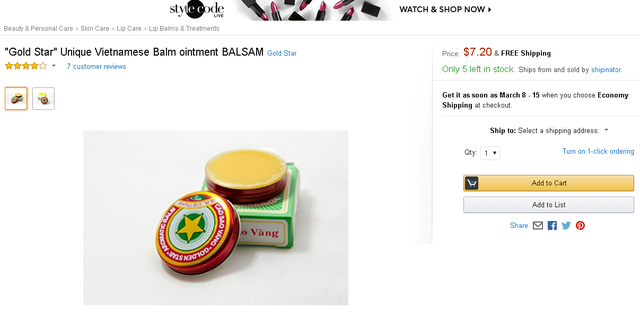 style code
LIVE
WATCH & SHOP NOW
Beauty & Personal Care › Skin Care › Lip Care › Lip Balms & Treatments
"Gold Star" Unique Vietnamese Balm ointment BALSAM Gold Star
7 customer reviews
Price: $7.20 & FREE Shipping
Only 5 left in stock. Ships from and sold by shipinator.
Get it as soon as March 8 - 15 when you choose Economy
Shipping at checkout.
Ship to: Select a shipping address:
Qty: 1
Turn on 1-click ordering
Add to Cart
Add to List
Share
CAO SAO VÀNG
"GOLDEN STAR" AROMATIC BALM
o Vàng